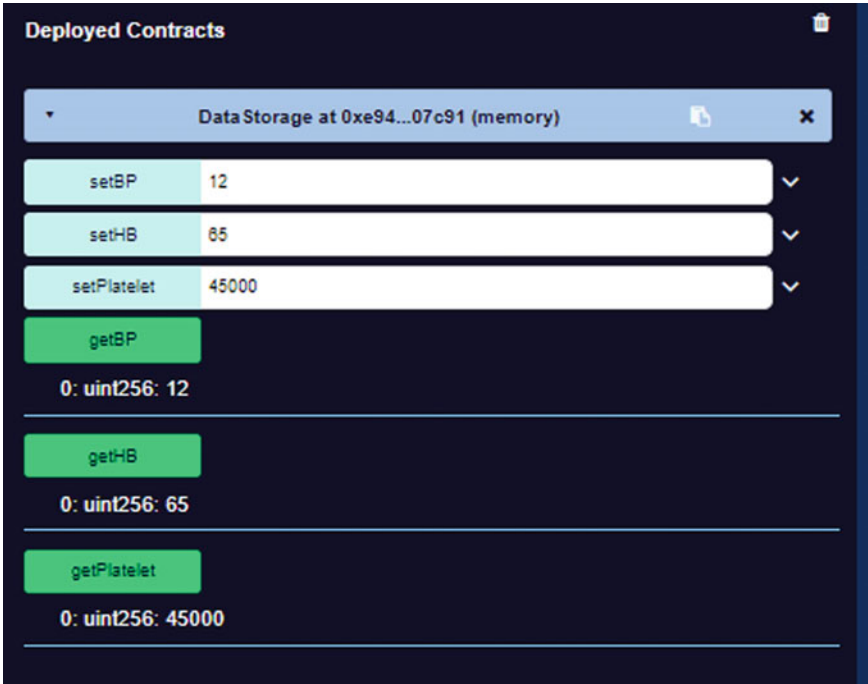 Deployed Contracts
DataStorage at 0xe94...07c91 (memory)
setBP 12
setHB 65
setPlatelet 45000
getBP
0: uint256: 12
getHB
0: uint256: 65
getPlatelet
0: uint256: 45000